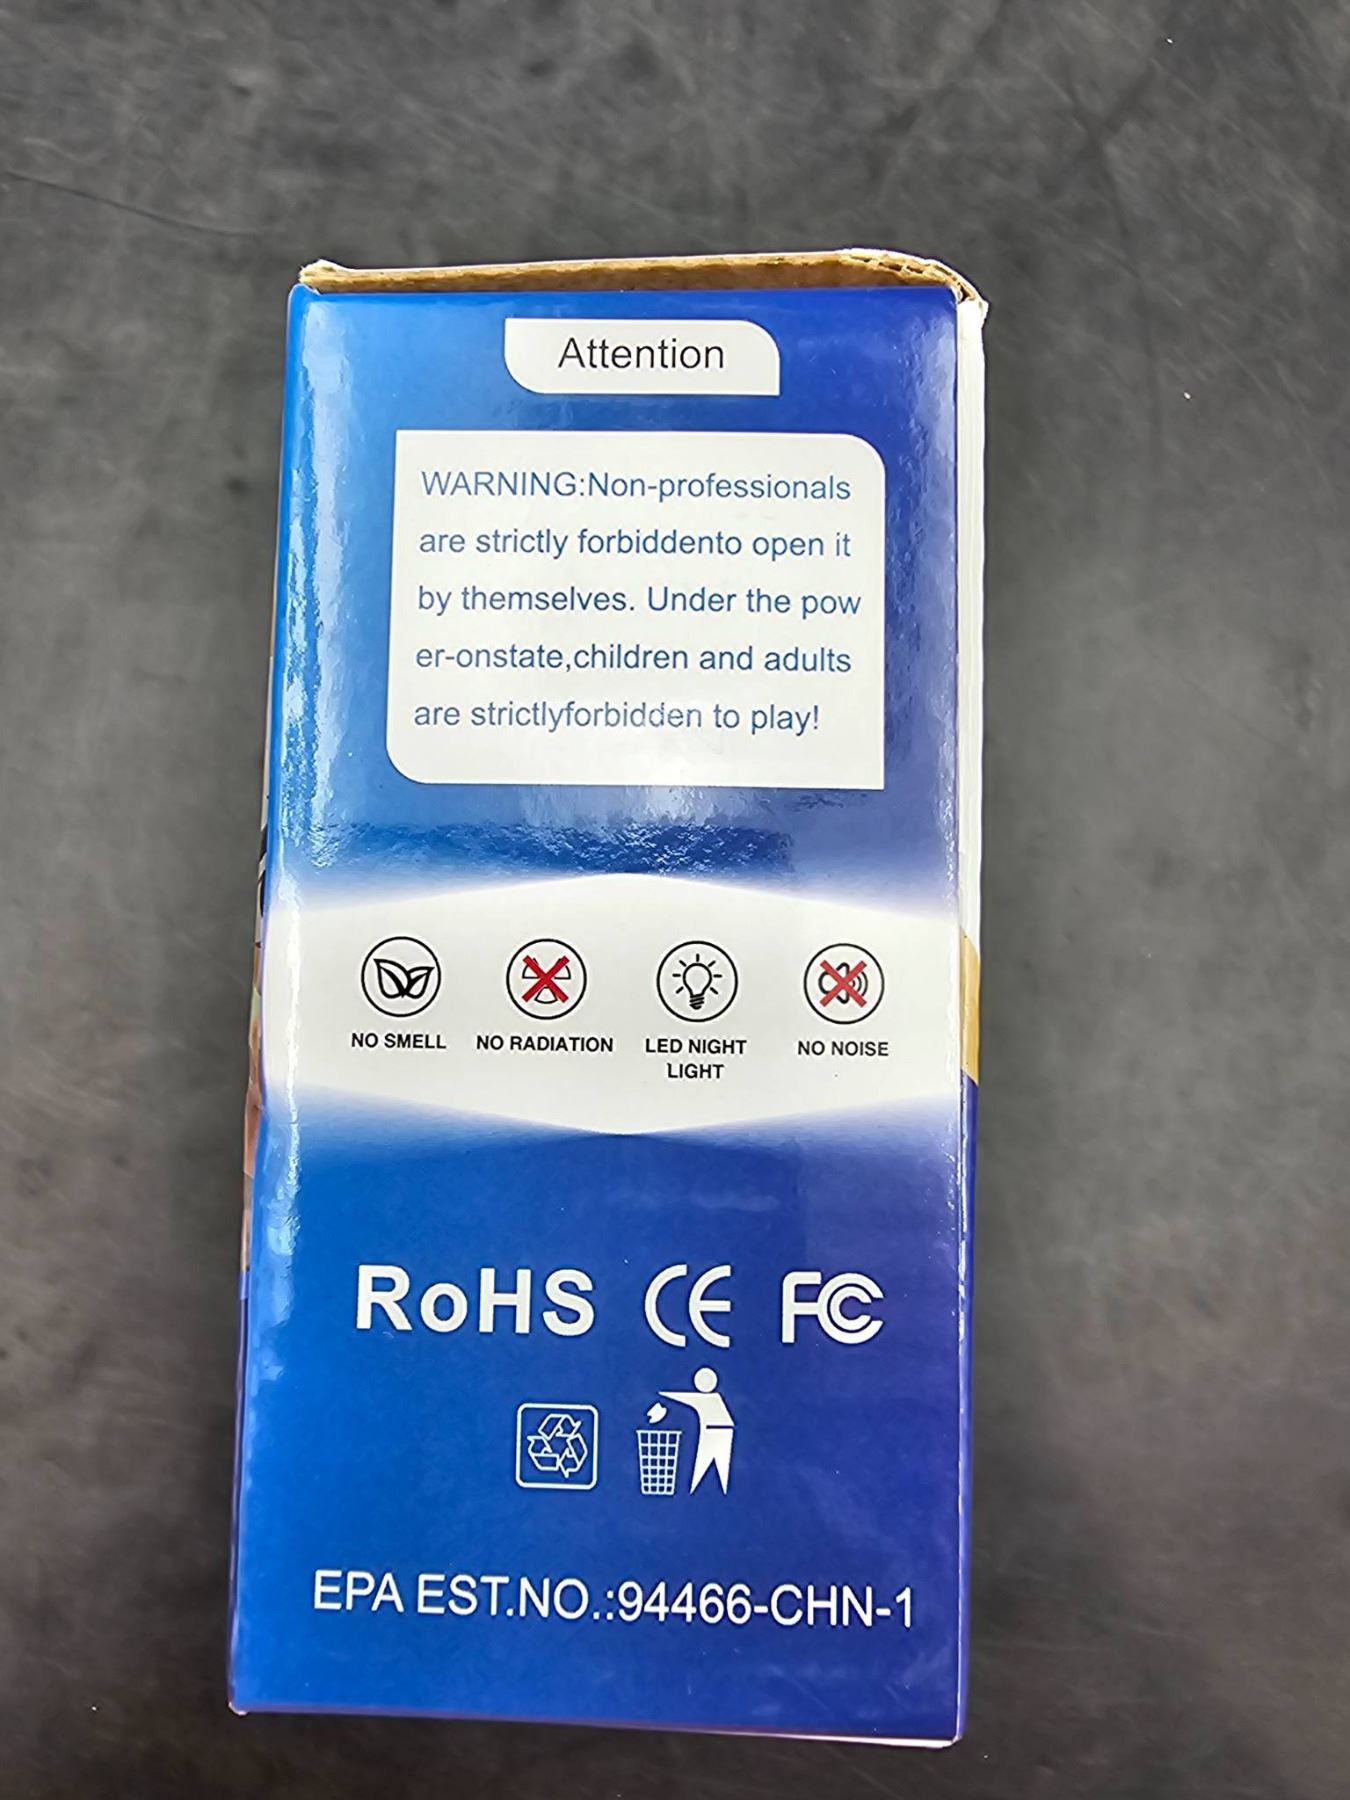 Attention
WARNING:Non-professionals
are strictly forbiddento open it
by themselves. Under the pow
er-onstate,children and adults
are strictlyforbidden to play!
NO SMELL NO RADIATION LED NIGHT LIGHT NO NOISE
RoHS CE FC
EPA EST.NO.:94466-CHN-1